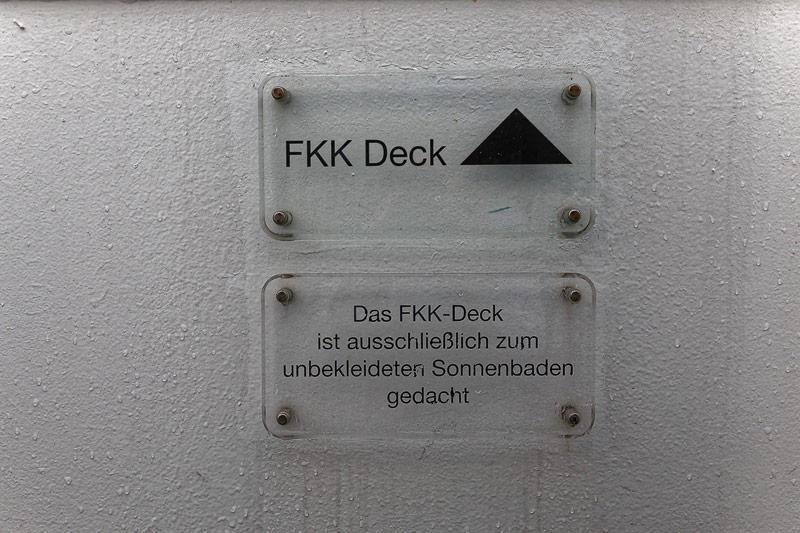 FKK Deck
Das FKK-Deck
ist ausschließlich zum
unbekleideten Sonnenbaden
gedacht